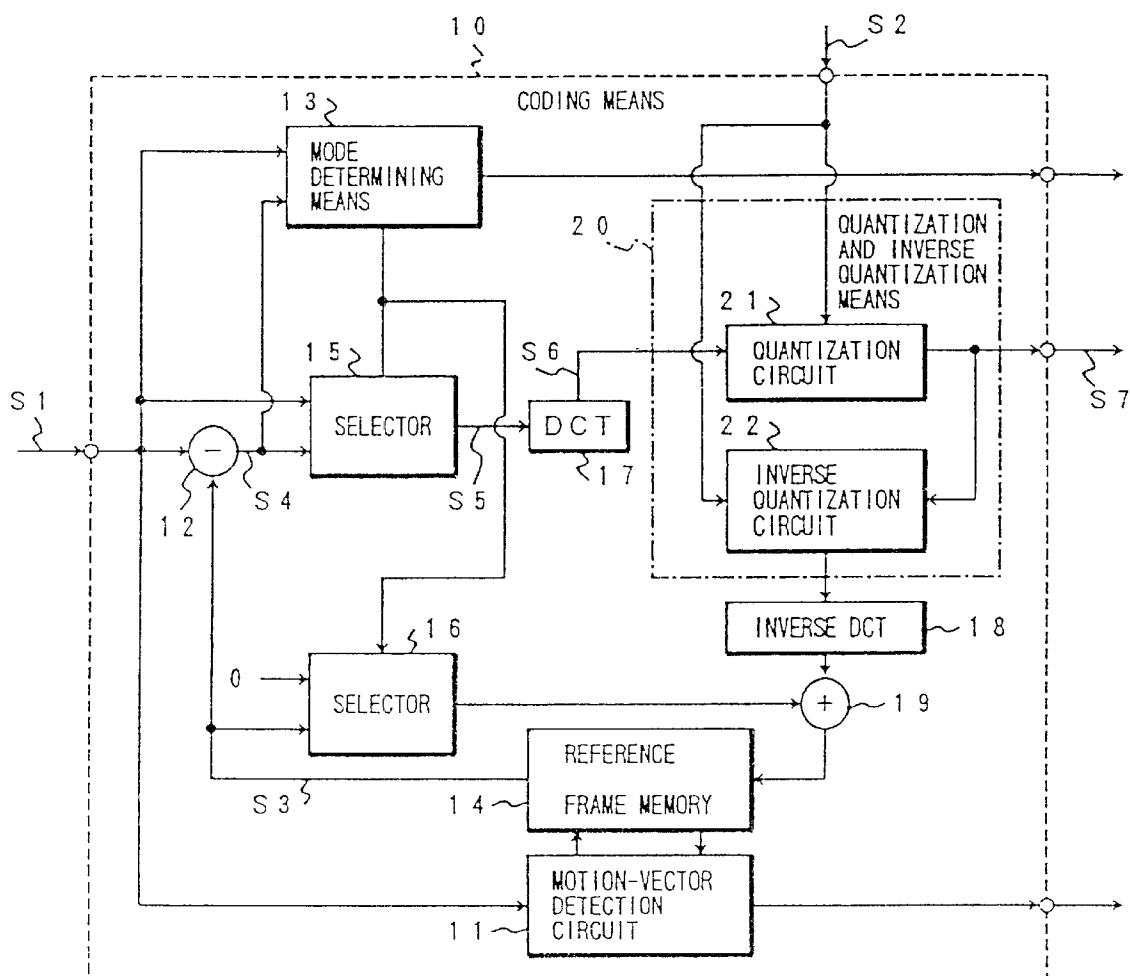 10
S2
CODING MEANS
13
MODE
DETERMINING
MEANS
20
QUANTIZATION
AND INVERSE
QUANTIZATION
MEANS
21
QUANTIZATION
CIRCUIT
15
SELECTOR
S6
S1
S7
DCT
22
-
S4
S5
17
12
INVERSE
QUANTIZATION
CIRCUIT
16
INVERSE DCT
18
0
SELECTOR
+
19
REFERENCE
FRAME MEMORY
S3
14
MOTION-VECTOR
DETECTION
CIRCUIT
11